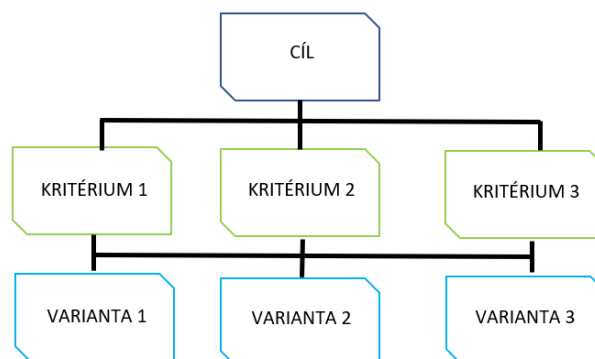 CÍL
KRITÉRIUM 1
KRITÉRIUM 2
KRITÉRIUM 3
VARIANTA 1
VARIANTA 2
VARIANTA 3